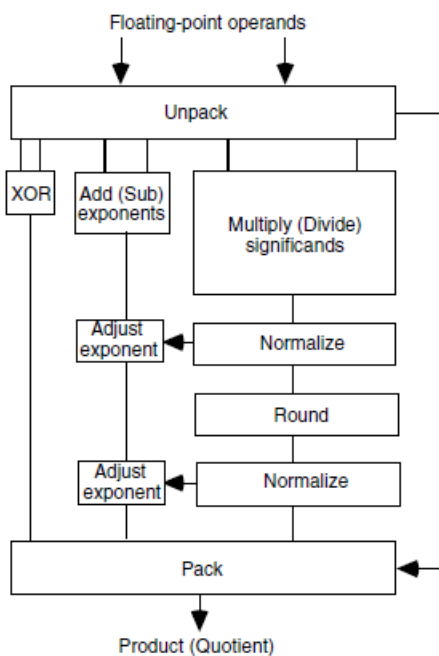 Floating-point operands
Unpack
XOR
Add (Sub)
exponents
Multiply (Divide)
significands
Adjust
exponent
Normalize
Round
Adjust
exponent
Normalize
Pack
Product (Quotient)